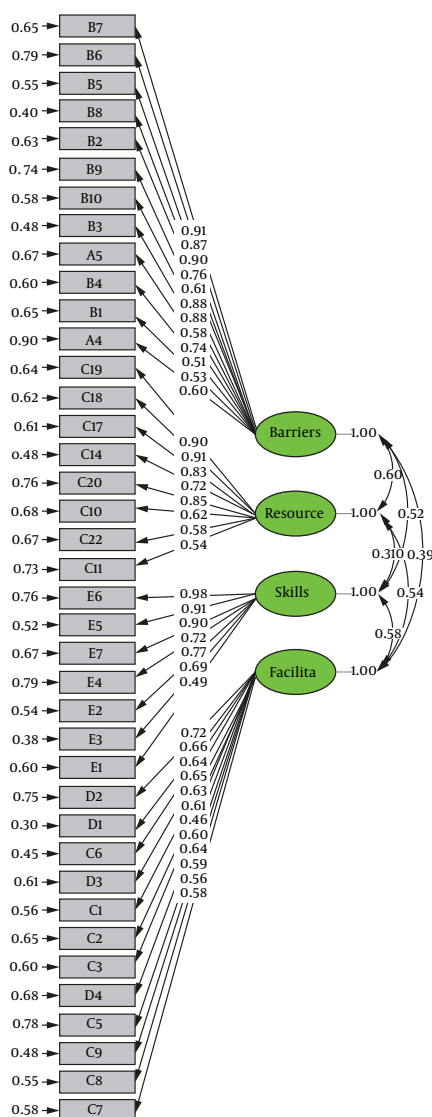 0.65 B7
0.79 B6
0.55 B5
0.40 B8
0.63 B2
0.74 B9
0.58 B10
0.48 B3
0.67 A5
0.60 B4
0.65 B1
0.90 A4
0.64 C19
0.62 C18
0.61 C17
0.48 C14
0.76 C20
0.68 C10
0.67 C22
0.73 C11
0.76 E6
0.52 E5
0.67 E7
0.79 E4
0.54 E2
0.38 E3
0.60 E1
0.75 D2
0.30 D1
0.45 C6
0.61 D3
0.56 C1
0.65 C2
0.60 C3
0.68 D4
0.78 C5
0.48 C9
0.55 C8
0.58 C7
0.91
0.87
0.90
0.76
0.61
0.88
0.88
0.58
0.74
0.51
0.53
0.60
0.90
0.91
0.83
0.72
0.85
0.62
0.58
0.54
0.98
0.91
0.90
0.72
0.77
0.69
0.49
0.72
0.66
0.64
0.65
0.63
0.61
0.46
0.60
0.64
0.59
0.56
0.58
Barriers 1.00
Resource 1.00
Skills 1.00
Facilita 1.00
0.60
0.52
0.310
0.39
0.54
0.58